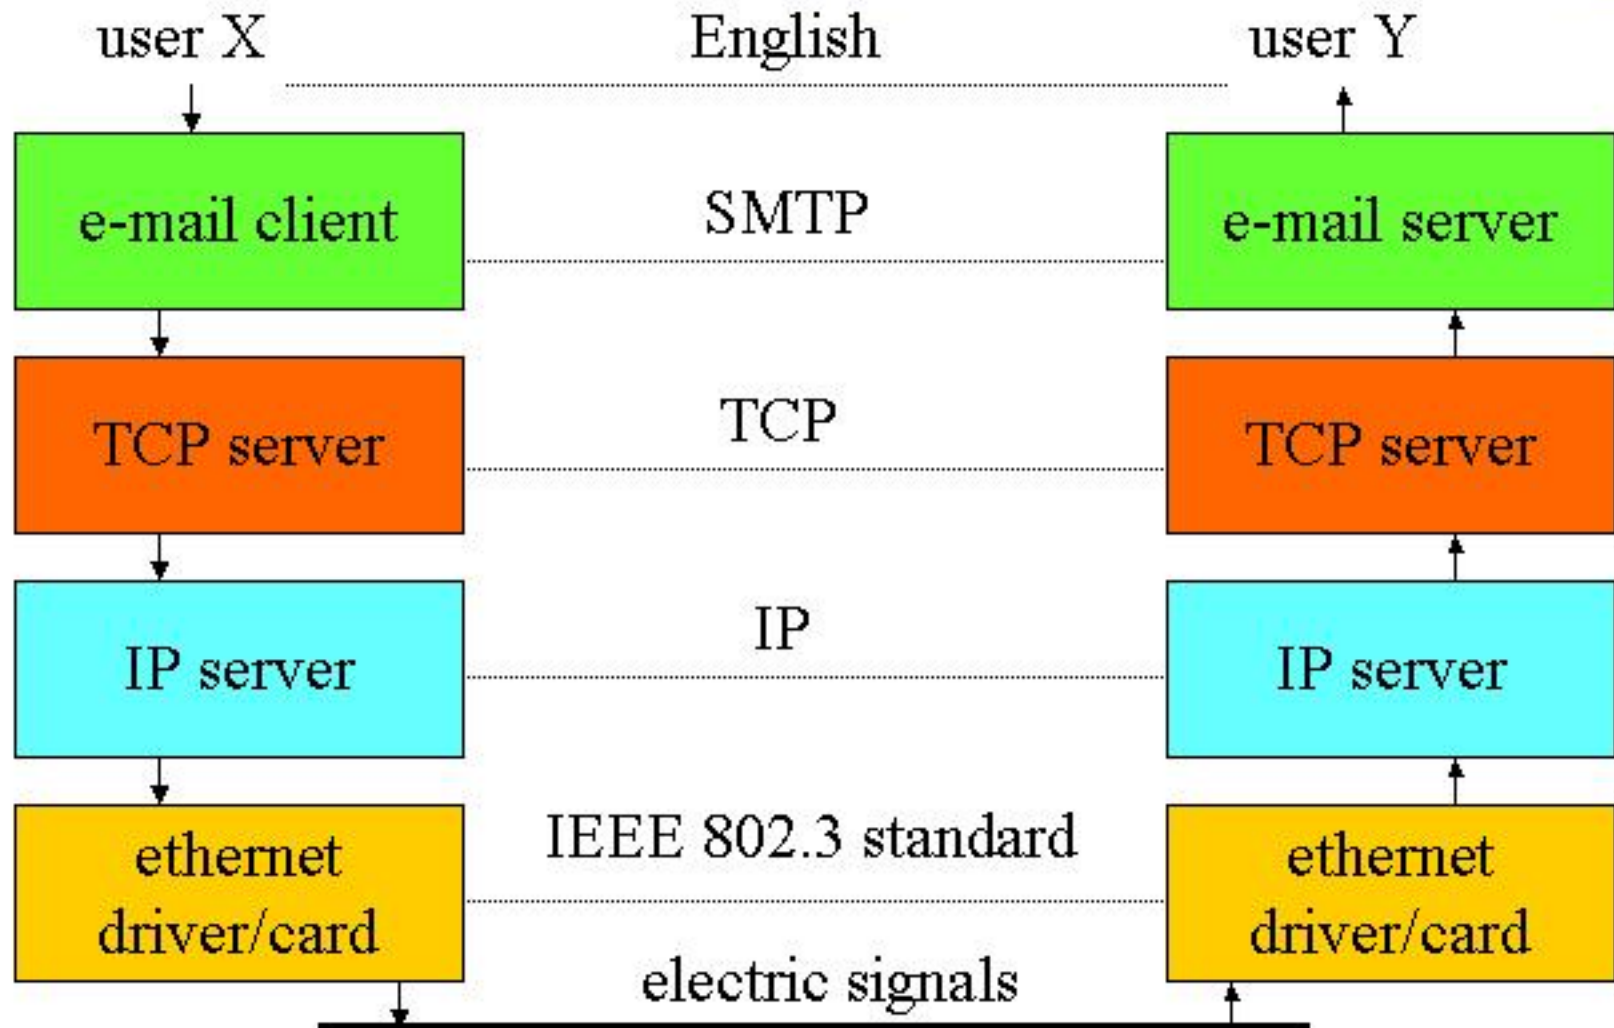 user X
English
user Y
e-mail client
SMTP
e-mail server
TCP server
TCP
TCP server
IP server
IP
IP server
ethernet
driver/card
IEEE 802.3 standard
ethernet
driver/card
electric signals